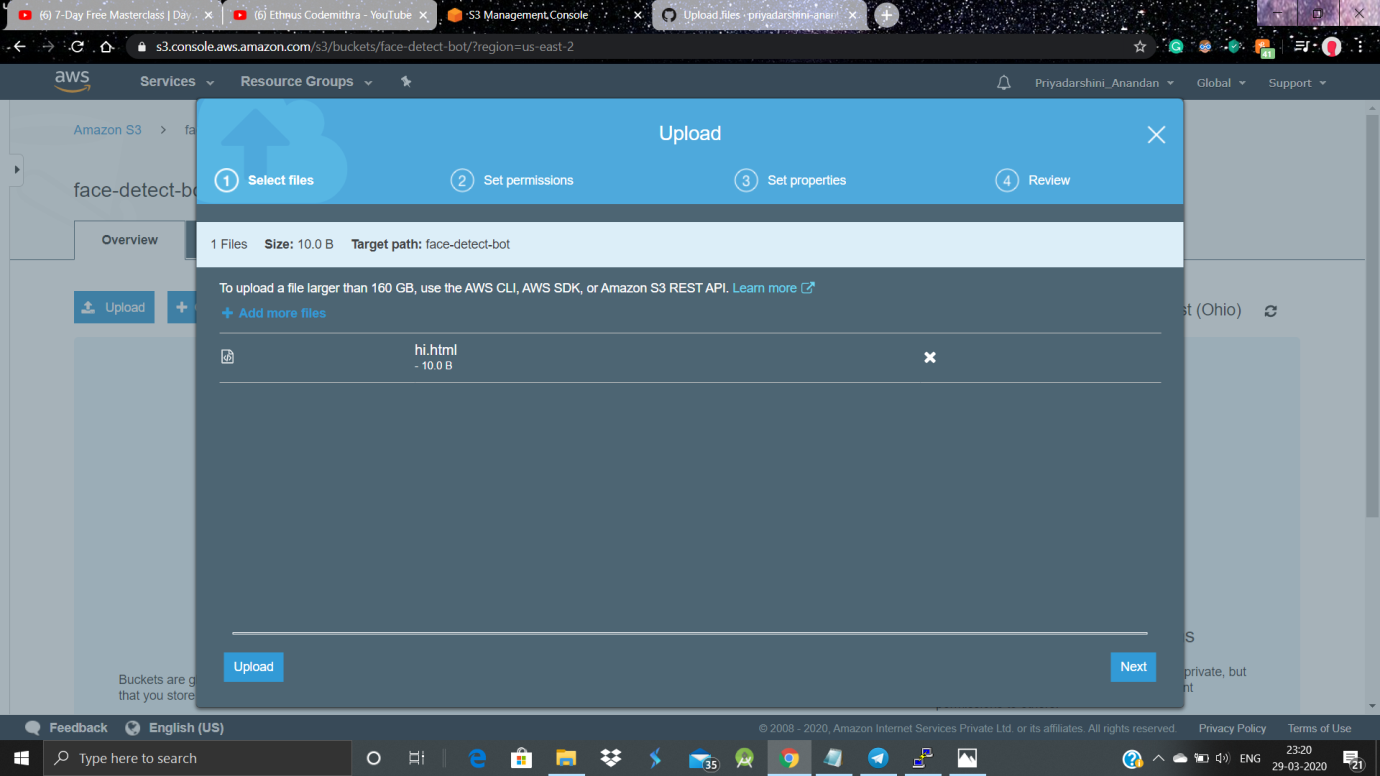 (6) 7-Day Free Masterclass | Day
(6) Ethnus Codemithra - YouTube
S3 Management Console
Upload files · priyadarshini-anan
s3.console.aws.amazon.com/s3/buckets/face-detect-bot/?region=us-east-2
41
aws
Services
Resource Groups
Priyadarshini_Anandan
Global
Support
Amazon S3
fa
Upload
1 Select files
2 Set permissions
3 Set properties
4 Review
face-detect-bo
Overview
1 Files Size: 10.0 B Target path: face-detect-bot
To upload a file larger than 160 GB, use the AWS CLI, AWS SDK, or Amazon S3 REST API. Learn more
Upload
Add more files
st (Ohio)
hi.html
- 10.0 B
s
Upload
Next
Buckets are g
that you store
private, but
nt
Feedback
English (US)
© 2008 - 2020, Amazon Internet Services Private Ltd. or its affiliates. All rights reserved.
Privacy Policy
Terms of Use
Type here to search
35
ENG
23:20
29-03-2020
21